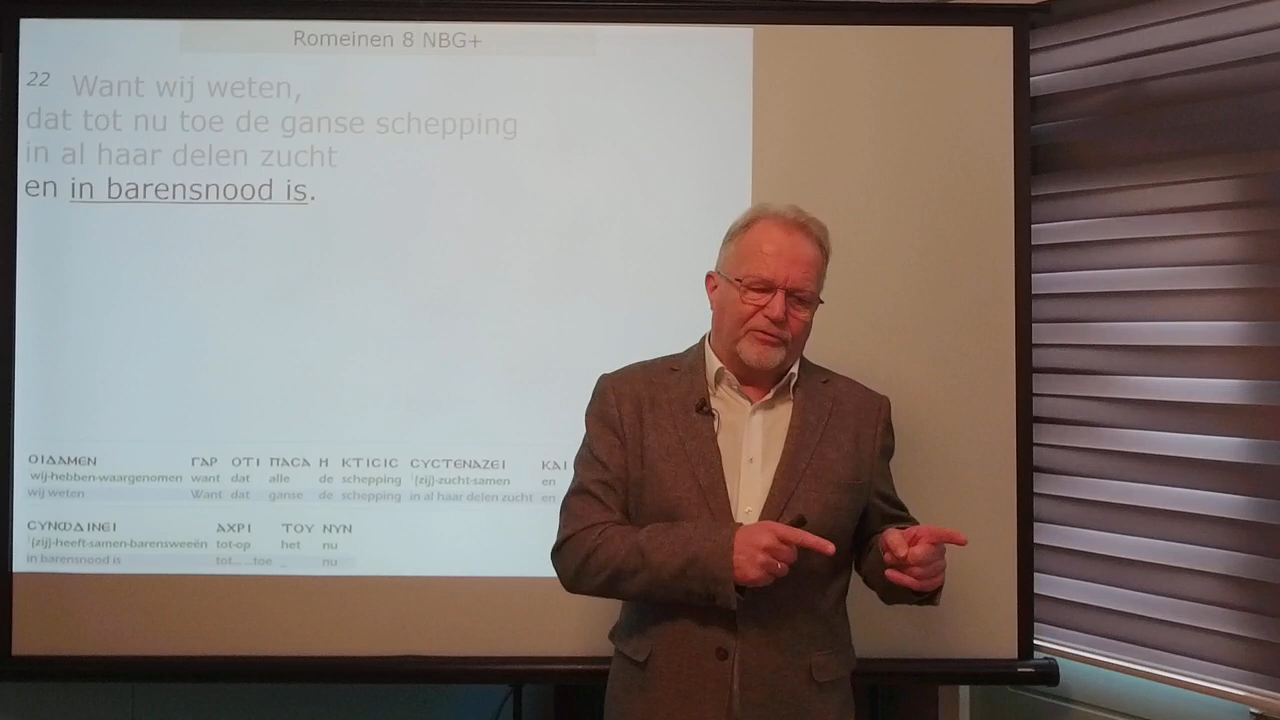 Romeinen 8 NBG+
22 Want wij weten,
dat tot nu toe de ganse schepping
in al haar delen zucht
en in barensnood is.
ΟΙΔΑΜΕΝ ΓΑΡ ΟΤΙ ΠΑϹΑ Η ΚΤΙϹΙϹ ϹΥϹΤΕΝΑΖΕΙ ΚΑΙ
wij-hebben-waargenomen want dat alle de schepping (zij)-zucht-samen en
wij weten Want dat ganse de schepping in al haar delen zucht en
ϹΥΝⲰΔΙΝΕΙ ΑΧΡΙ ΤΟΥ ΝΥΝ
(zij)-heeft-samen-barensweeën tot-op het nu
in barensnood is tot... ...toe _ nu